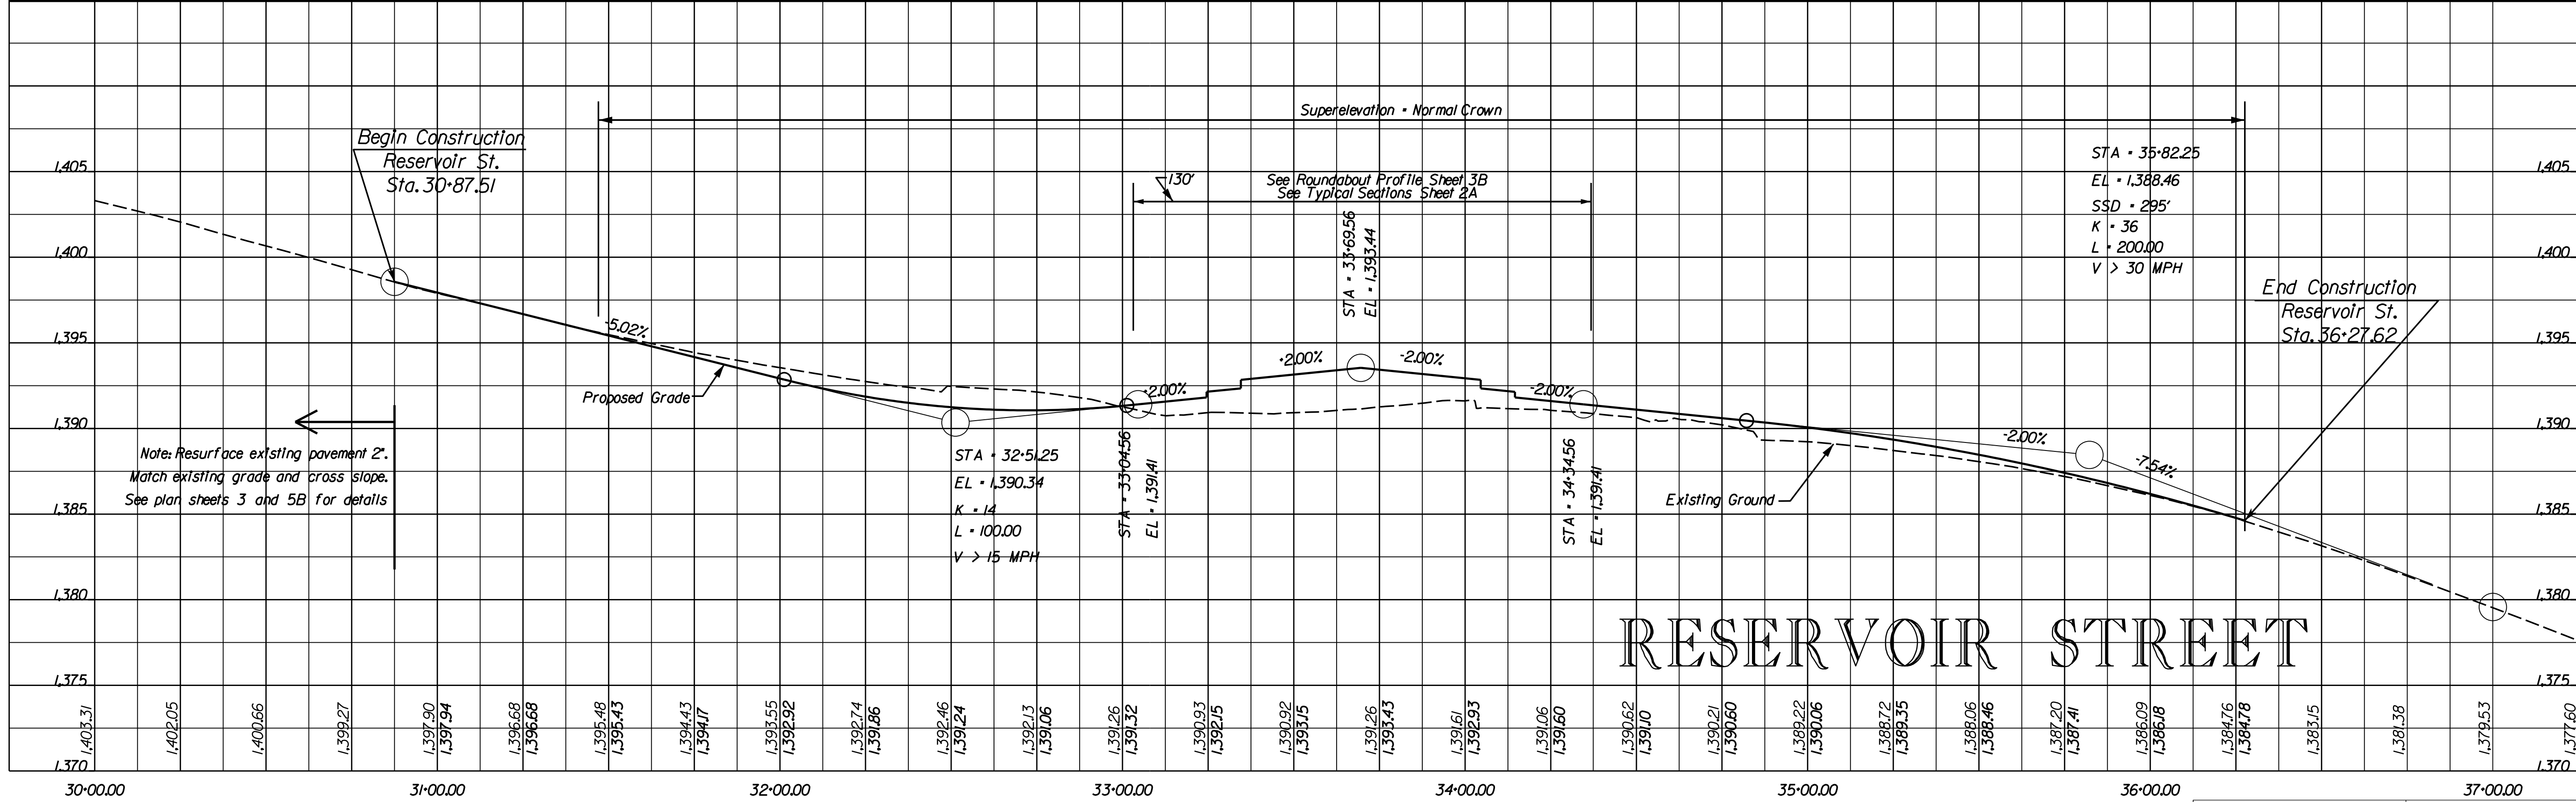 Superelevation = Normal Crown
Begin Construction
Reservoir St.
Sta. 30+87.51
STA = 35+82.25
EL = 1,388.46
SSD = 295'
K = 36
L = 200.00
V > 30 MPH
130'
See Roundabout Profile Sheet 3B
See Typical Sections Sheet 2A
STA = 33+69.56
EL = 1,393.44
End Construction
Reservoir St.
Sta. 36+27.62
1,405
1,400
1,395
1,390
1,385
1,380
1,375
1,370
1,405
1,400
1,395
1,390
1,385
1,380
1,375
1,370
-5.02%
Proposed Grade
+2.00%
+2.00%
-2.00%
-2.00%
-2.00%
-7.54%
Note: Resurface existing pavement 2".
Match existing grade and cross slope.
See plan sheets 3 and 5B for details
STA = 32+51.25
EL = 1,390.34
K = 14
L = 100.00
V > 15 MPH
STA = 33+04.56
EL = 1,391.41
STA = 34+34.56
EL = 1,391.41
Existing Ground
RESERVOIR STREET
1,403.31
1,402.05
1,400.66
1,399.27
1,397.90
1,397.94
1,396.68
1,396.68
1,395.48
1,395.43
1,394.43
1,394.17
1,393.55
1,392.92
1,392.74
1,391.86
1,392.46
1,391.24
1,392.13
1,391.06
1,391.26
1,391.32
1,390.93
1,392.15
1,390.92
1,393.15
1,391.26
1,393.43
1,391.61
1,392.93
1,391.06
1,391.60
1,390.62
1,391.10
1,390.21
1,390.60
1,389.22
1,390.06
1,388.72
1,389.35
1,388.06
1,388.46
1,387.20
1,387.41
1,386.09
1,386.18
1,384.76
1,384.78
1,383.15
1,381.38
1,379.53
1,377.60
30+00.00
31+00.00
32+00.00
33+00.00
34+00.00
35+00.00
36+00.00
37+00.00